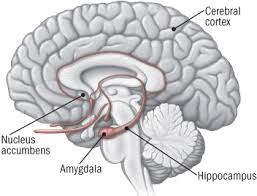 Cerebral
cortex
Nucleus
accumbens
Amygdala
Hippocampus